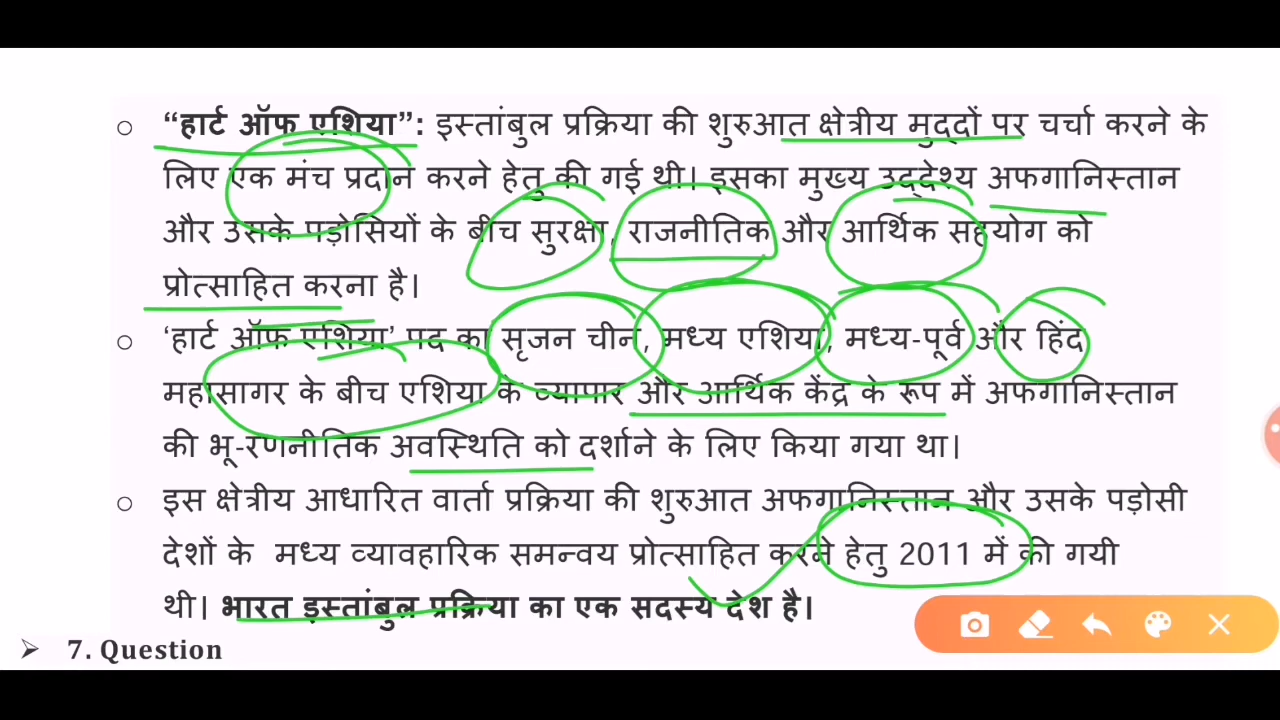 ○ “हार्ट ऑफ एशिया”: इस्तांबुल प्रक्रिया की शुरुआत क्षेत्रीय मुद्दों पर चर्चा करने के
लिए एक मंच प्रदान करने हेतु की गई थी। इसका मुख्य उद्देश्य अफगानिस्तान
और उसके पड़ोसियों के बीच सुरक्षा, राजनीतिक और आर्थिक सहयोग को
प्रोत्साहित करना है।
○ ‘हार्ट ऑफ एशिया’ पद का सृजन चीन, मध्य एशिया, मध्य-पूर्व और हिंद
महासागर के बीच एशिया के व्यापार और आर्थिक केंद्र के रूप में अफगानिस्तान
की भू-रणनीतिक अवस्थिति को दर्शाने के लिए किया गया था।
○ इस क्षेत्रीय आधारित वार्ता प्रक्रिया की शुरुआत अफगानिस्तान और उसके पड़ोसी
देशों के मध्य व्यावहारिक समन्वय प्रोत्साहित करने हेतु 2011 में की गयी
थी। भारत इस्तांबुल प्रक्रिया का एक सदस्य देश है।
➢ 7. Question